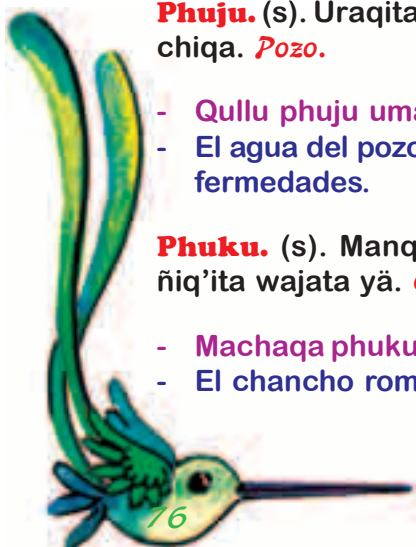 Phuju. (s). Uraqita
chiqa. Pozo.
- Qullu phuju uma
- El agua del pozo
fermedades.
Phuku. (s). Manq
ñiq'ita wajata yä.
- Machaqa phuku
- El chancho rom
76